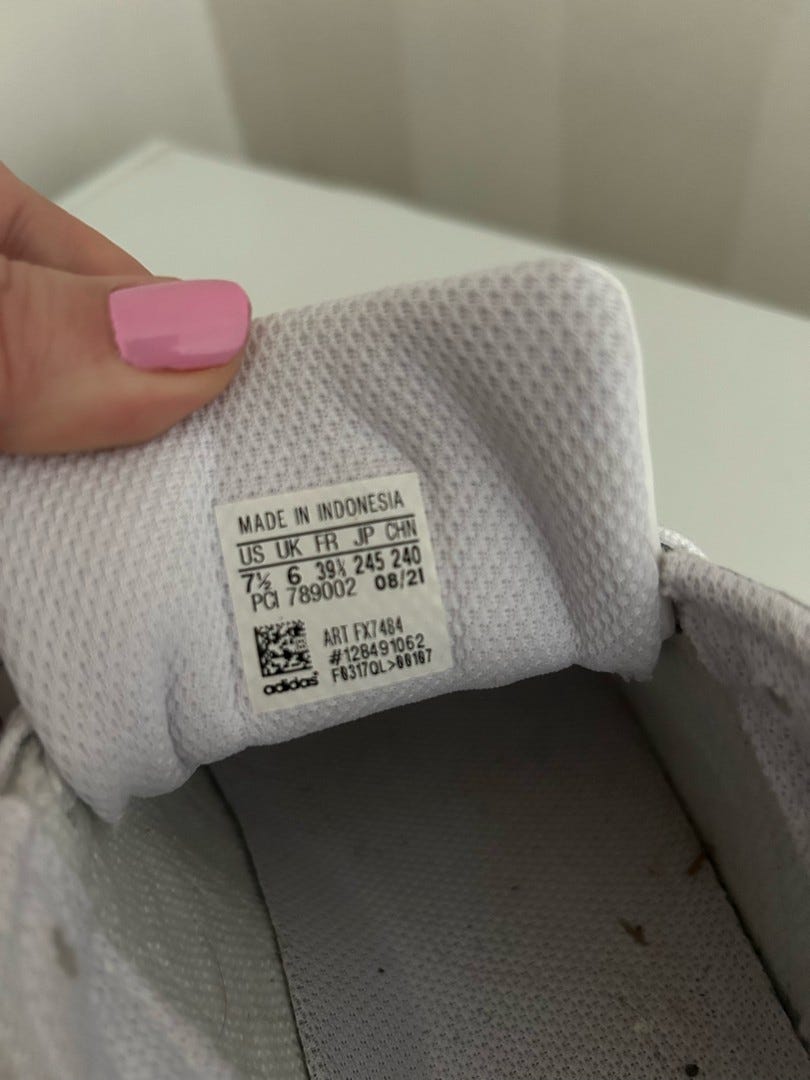 MADE IN INDONESIA
US UK FR JP CHN
7½ 6 39⅓ 245 240
PCI 789002 08/21
ART FX7484
#128491062
F0317QL>00107
adidas